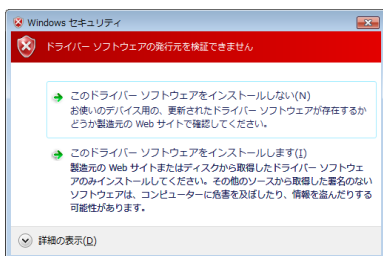 Windows セキュリティ
ドライバー ソフトウェアの発行元を検証できません
このドライバー ソフトウェアをインストールしない(N)
お使いのデバイス用の、更新されたドライバー ソフトウェアが存在するか
どうか製造元の Web サイトで確認してください。
このドライバー ソフトウェアをインストールします(I)
製造元の Web サイトまたはディスクから取得したドライバー ソフトウェ
アのみインストールしてください。その他のソースから取得した署名のない
ソフトウェアは、コンピューターに危害を及ぼしたり、情報を盗んだりする
可能性があります。
詳細の表示(D)